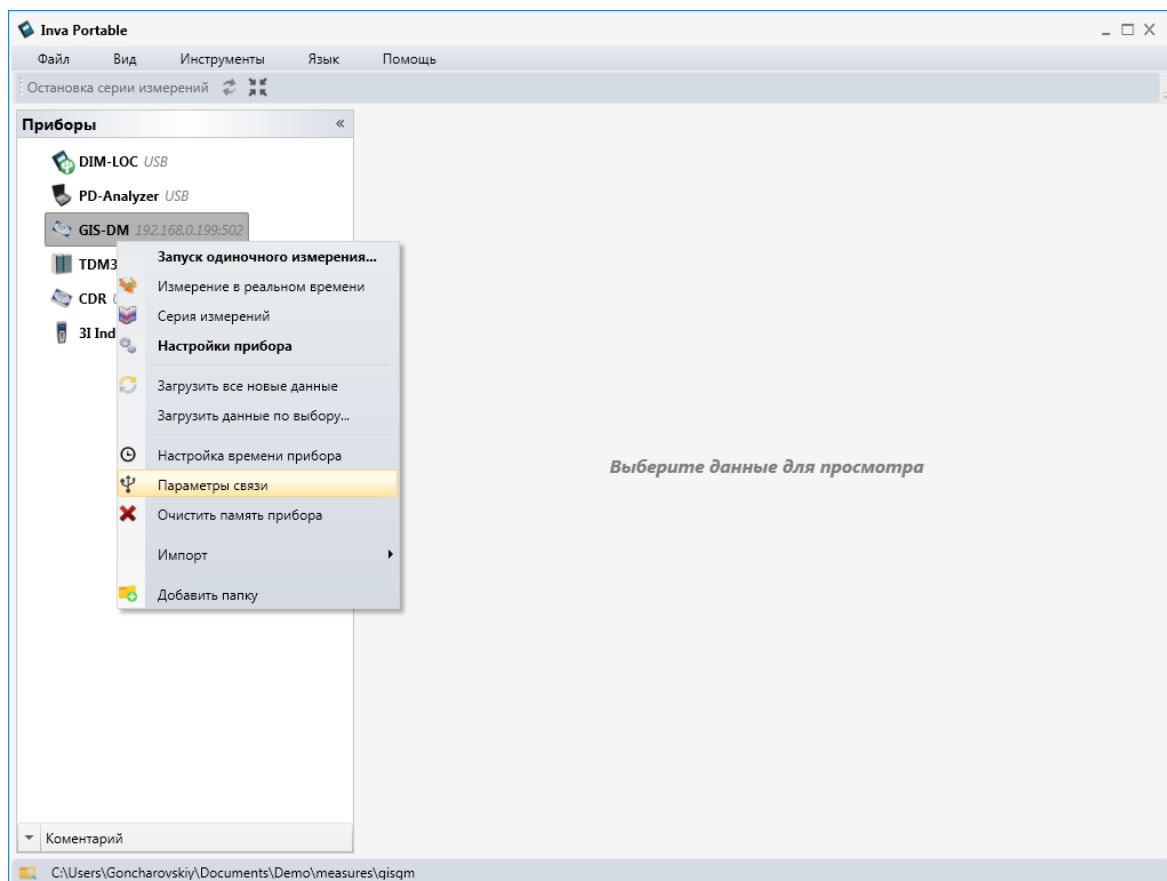 Inva Portable
Файл Вид Инструменты Язык Помощь
Остановка серии измерений
Приборы «
DIM-LOC USB
PD-Analyzer USB
GIS-DM 192.168.0.199:502
TDM3
CDR
3I Ind
Запуск одиночного измерения...
Измерение в реальном времени
Серия измерений
Настройки прибора
Загрузить все новые данные
Загрузить данные по выбору...
Настройка времени прибора
Параметры связи
Очистить память прибора
Импорт
Добавить папку
Выберите данные для просмотра
Коментарий
C:\Users\Goncharovskiy\Documents\Demo\measures\gisqm